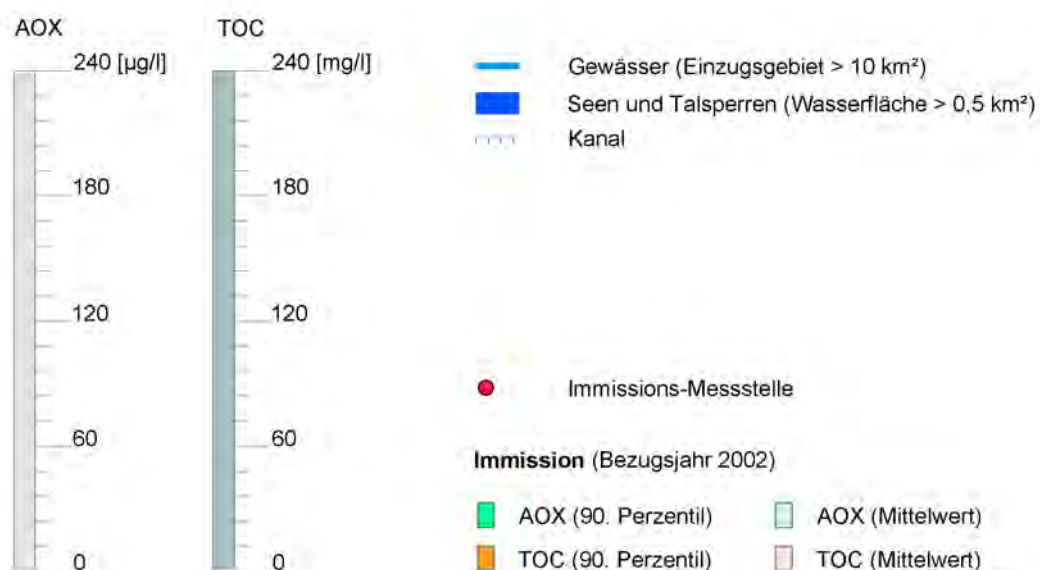 AOX
240 [µg/l]
180
120
60
0
TOC
240 [mg/l]
180
120
60
0
Gewässer (Einzugsgebiet > 10 km²)
Seen und Talsperren (Wasserfläche > 0,5 km²)
Kanal
Immissions-Messstelle
Immission (Bezugsjahr 2002)
AOX (90. Perzentil)
AOX (Mittelwert)
TOC (90. Perzentil)
TOC (Mittelwert)